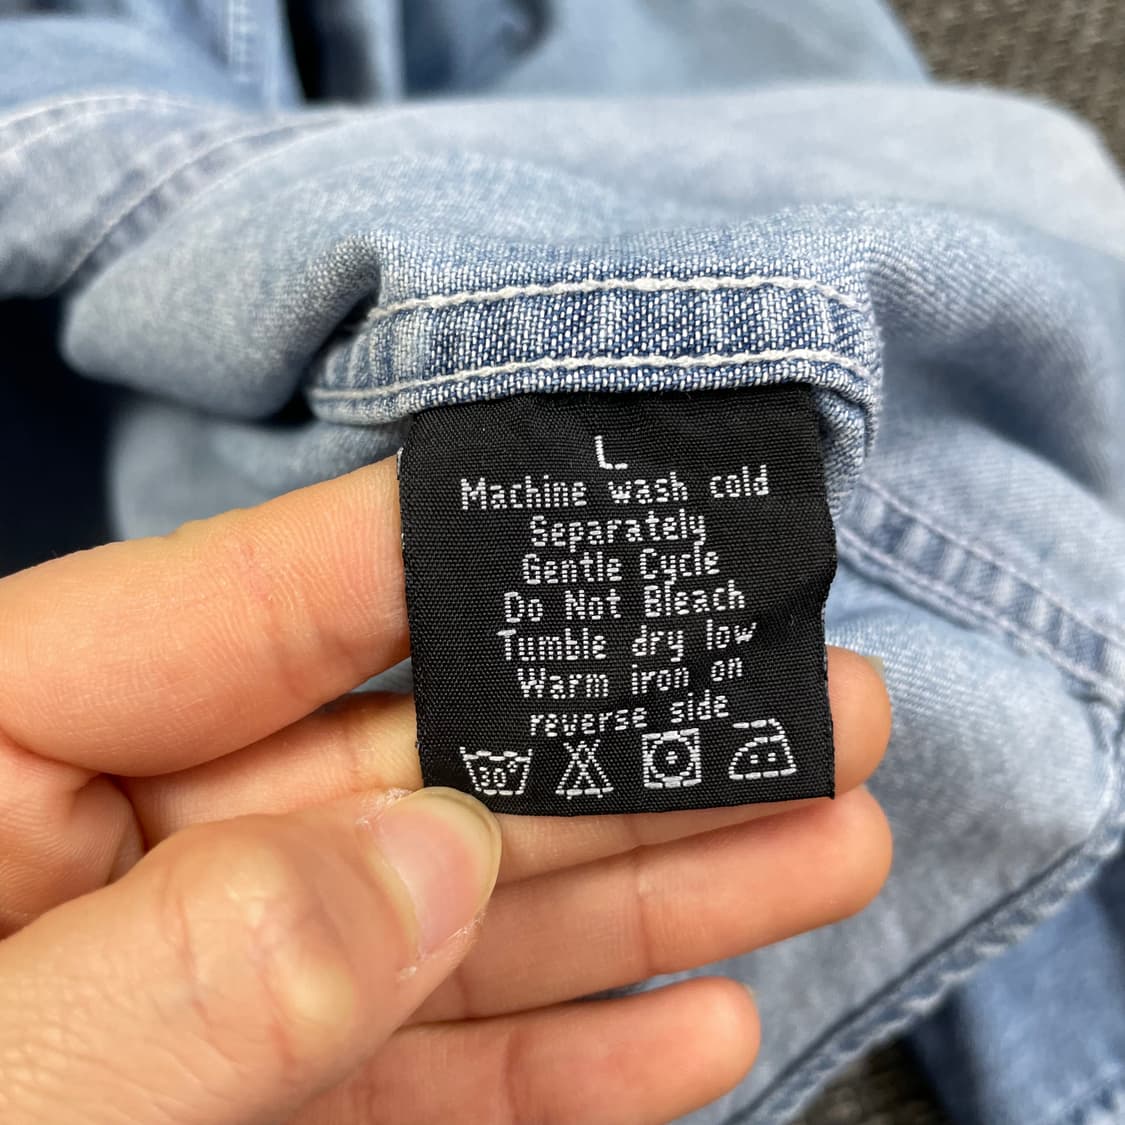 L
Machine wash cold
Separately
Gentle Cycle
Do Not Bleach
Tumble dry low
Warm iron on
reverse side
30°